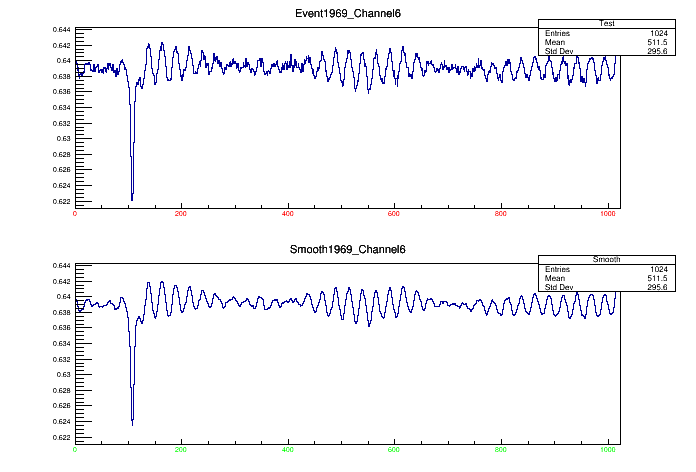 Event1969_Channel6
Test
Entries 1024
Mean 511.5
Std Dev 295.6
0.644
0.642
0.64
0.638
0.636
0.634
0.632
0.63
0.628
0.626
0.624
0.622
0 200 400 600 800 1000
Smooth1969_Channel6
Smooth
Entries 1024
Mean 511.5
Std Dev 295.6
0.644
0.642
0.64
0.638
0.636
0.634
0.632
0.63
0.628
0.626
0.624
0.622
0 200 400 600 800 1000